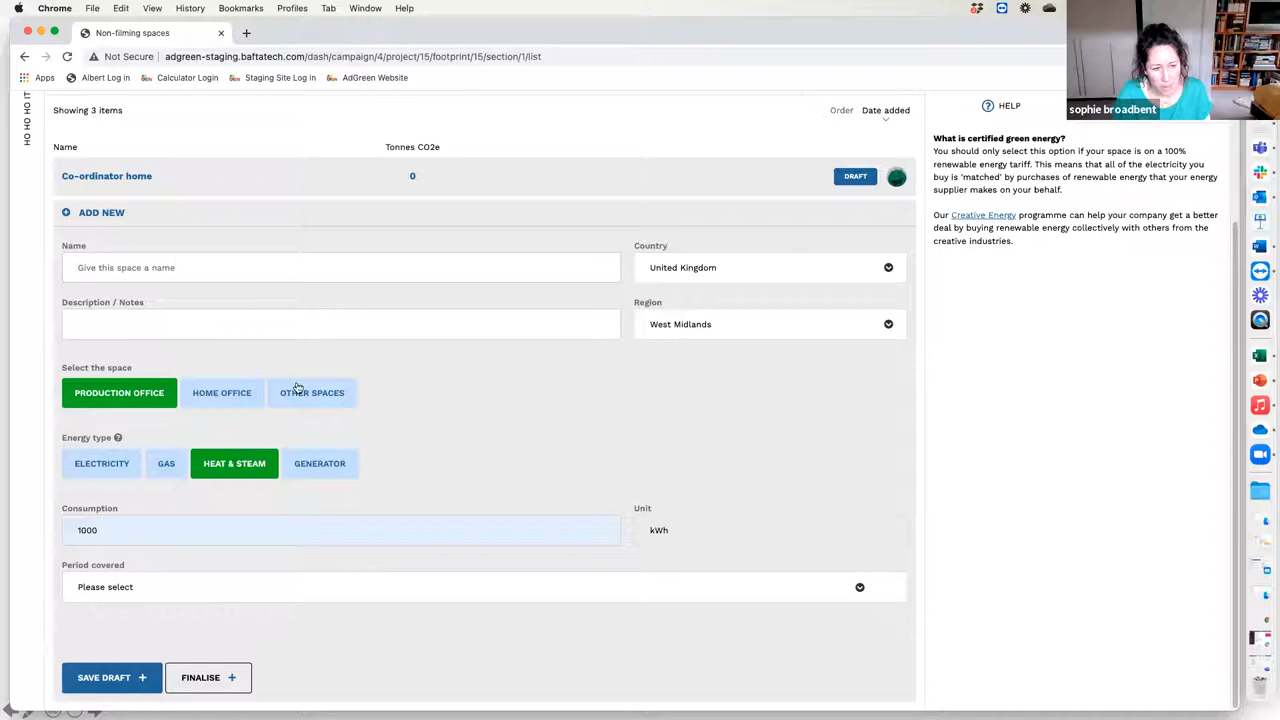 Chrome File Edit View History Bookmarks Profiles Tab Window Help
Non-filming spaces
Not Secure adgreen-staging.baftatech.com/dash/campaign/4/project/15/footprint/15/section/1/list
Apps Albert Log in Calculator Login Staging Site Log in AdGreen Website
sophie broadbent
HO HO HO IT
Showing 3 items
Order Date added
HELP
Name Tonnes CO2e
Co-ordinator home 0 DRAFT
ADD NEW
Name
Give this space a name
Country
United Kingdom
Description / Notes
Region
West Midlands
Select the space
PRODUCTION OFFICE HOME OFFICE OTHER SPACES
Energy type
ELECTRICITY GAS HEAT & STEAM GENERATOR
Consumption
1000
Unit
kWh
Period covered
Please select
SAVE DRAFT + FINALISE +
What is certified green energy?
You should only select this option if your space is on a 100%
renewable energy tariff. This means that all of the electricity you
buy is 'matched' by purchases of renewable energy that your energy
supplier makes on your behalf.
Our Creative Energy programme can help your company get a better
deal by buying renewable energy collectively with others from the
creative industries.